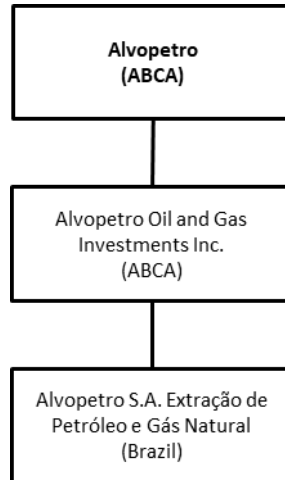 Alvopetro
(ABCA)
Alvopetro Oil and Gas
Investments Inc.
(ABCA)
Alvopetro S.A. Extração de
Petróleo e Gás Natural
(Brazil)